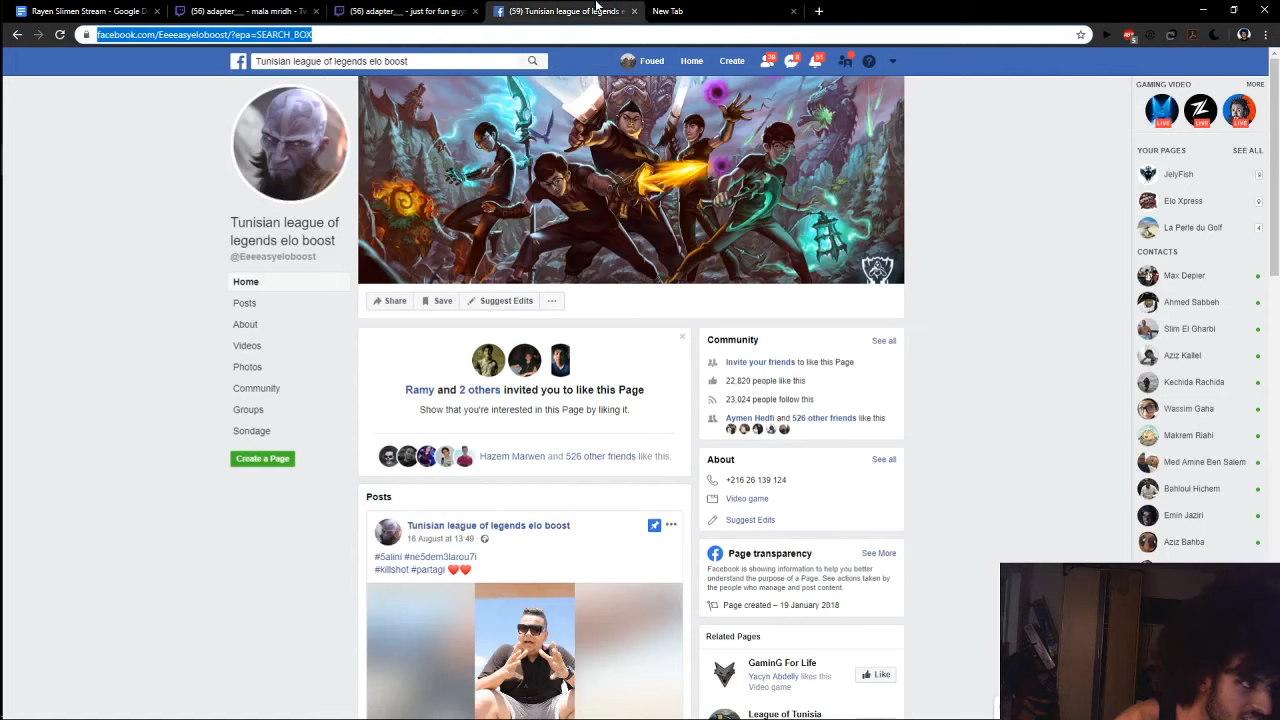 Rayen Slimen Stream - Google D
(56) adapter__ - Tw
(56) adapter__ - just for guy
(59) Tunisian league of legends e
New Tab
facebook.com/Eeeeasyeloboost/?epa=SEARCH_BOX
Tunisian league of legends elo boost
Foued
Home
Create
51
GAMING VIDEO
MORE
LIVE
LIVE
LIVE
YOUR PAGES
SEE ALL
JelyFish
9
Elo Xpress
9
La Perle du Golf
4
CONTACTS
Max Depier
Ahmed Sabbeh
Slim El Gharbi
Aziz Kallel
Kechida Rachida
Wassim Gaha
Makrem Riahi
Med Amine Ben Salem
Bahloul Hichem
Emin Jaziri
Aziz Bahba
Tunisian league of
legends elo boost
@Eeeeasyeloboost
Home
Posts
About
Videos
Photos
Community
Groups
Sondage
Create a Page
Share
Save
Suggest Edits
Ramy and 2 others invited you to like this Page
Show that you're interested in this Page by liking it.
Hazem Marwen and 526 other friends like this.
Posts
Tunisian league of legends elo boost
16 August at 13:49 ·
#5alini #ne5dem3larou7i
#killshot #partagi ❤️❤️
Community
See all
Invite your friends to like this Page
22,820 people like this
23,024 people follow this
Aymen Hedfi and 526 other friends like this
About
See all
+216 26 139 124
Video game
Suggest Edits
Page transparency
See More
Facebook is showing information to help you better
understand the purpose of a Page. See actions taken by
the people who manage and post content.
Page created – 19 January 2018
Related Pages
GaminG For Life
Yacyn Abdelly likes this
Video game
Like
League of Tunisia